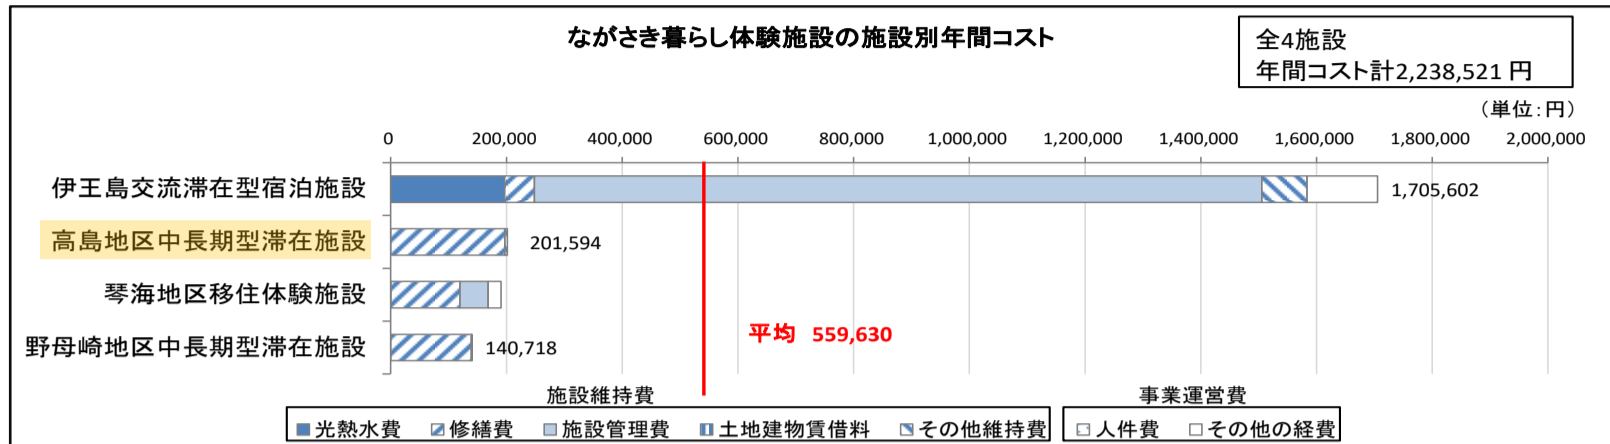 ながさき暮らし体験施設の施設別年間コスト
全4施設
年間コスト計2,238,521 円
（単位：円）
0 200,000 400,000 600,000 800,000 1,000,000 1,200,000 1,400,000 1,600,000 1,800,000 2,000,000
伊王島交流滞在型宿泊施設 1,705,602
高島地区中長期型滞在施設 201,594
琴海地区移住体験施設
野母崎地区中長期型滞在施設 140,718
平均 559,630
施設維持費 事業運営費
光熱水費 修繕費 施設管理費 土地建物賃借料 その他維持費 人件費 その他の経費